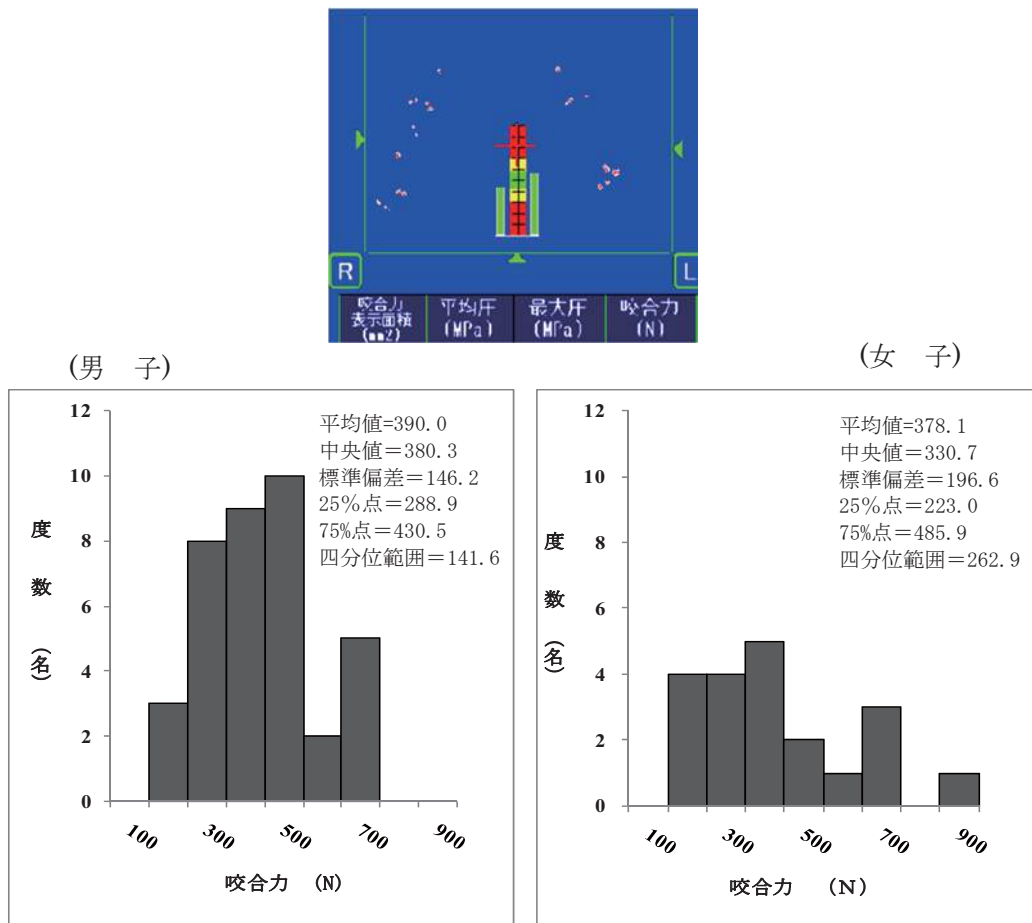 R
L
咬合力
表示面積
(mm2)
平均圧
(MPa)
最大圧
(MPa)
咬合力
(N)
(男　子)
(女　子)
平均値=390.0
中央値＝380.3
標準偏差＝146.2
25%点＝288.9
75%点＝430.5
四分位範囲＝141.6
12
10
8
6
4
2
0
度
数
(名)
100
300
500
700
900
咬合力　(N)
平均値=378.1
中央値＝330.7
標準偏差＝196.6
25%点＝223.0
75%点＝485.9
四分位範囲＝262.9
12
10
8
6
4
2
0
度
数
(名)
100
300
500
700
900
咬合力　(Ｎ)